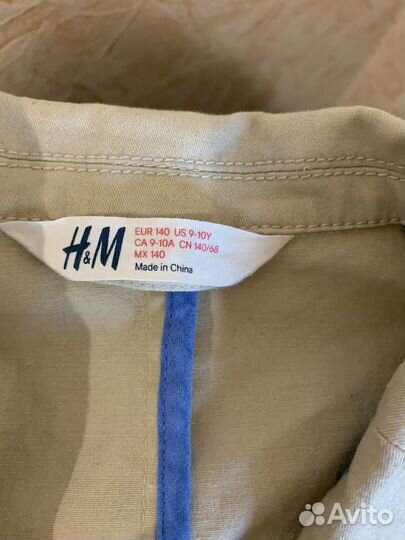 H&M
EUR 140 US 9-10Y
CA 9-10A CN 140/68
MX 140
Made in China
Avito